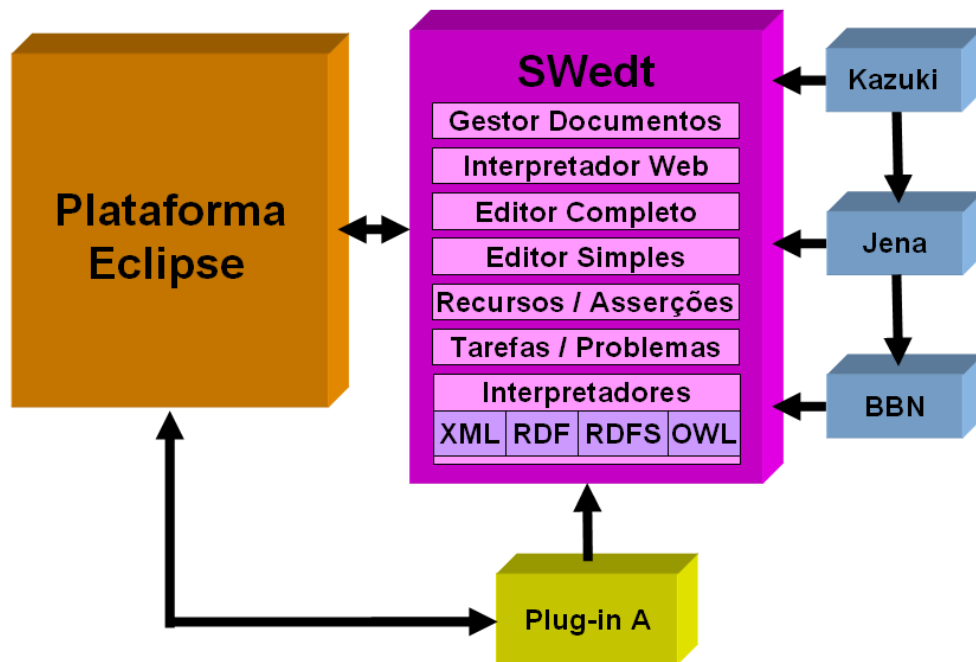 Plataforma
Eclipse
SWedt
Gestor Documentos
Interpretador Web
Editor Completo
Editor Simples
Recursos / Asserções
Tarefas / Problemas
Interpretadores
XML RDF RDFS OWL
Kazuki
Jena
BBN
Plug-in A